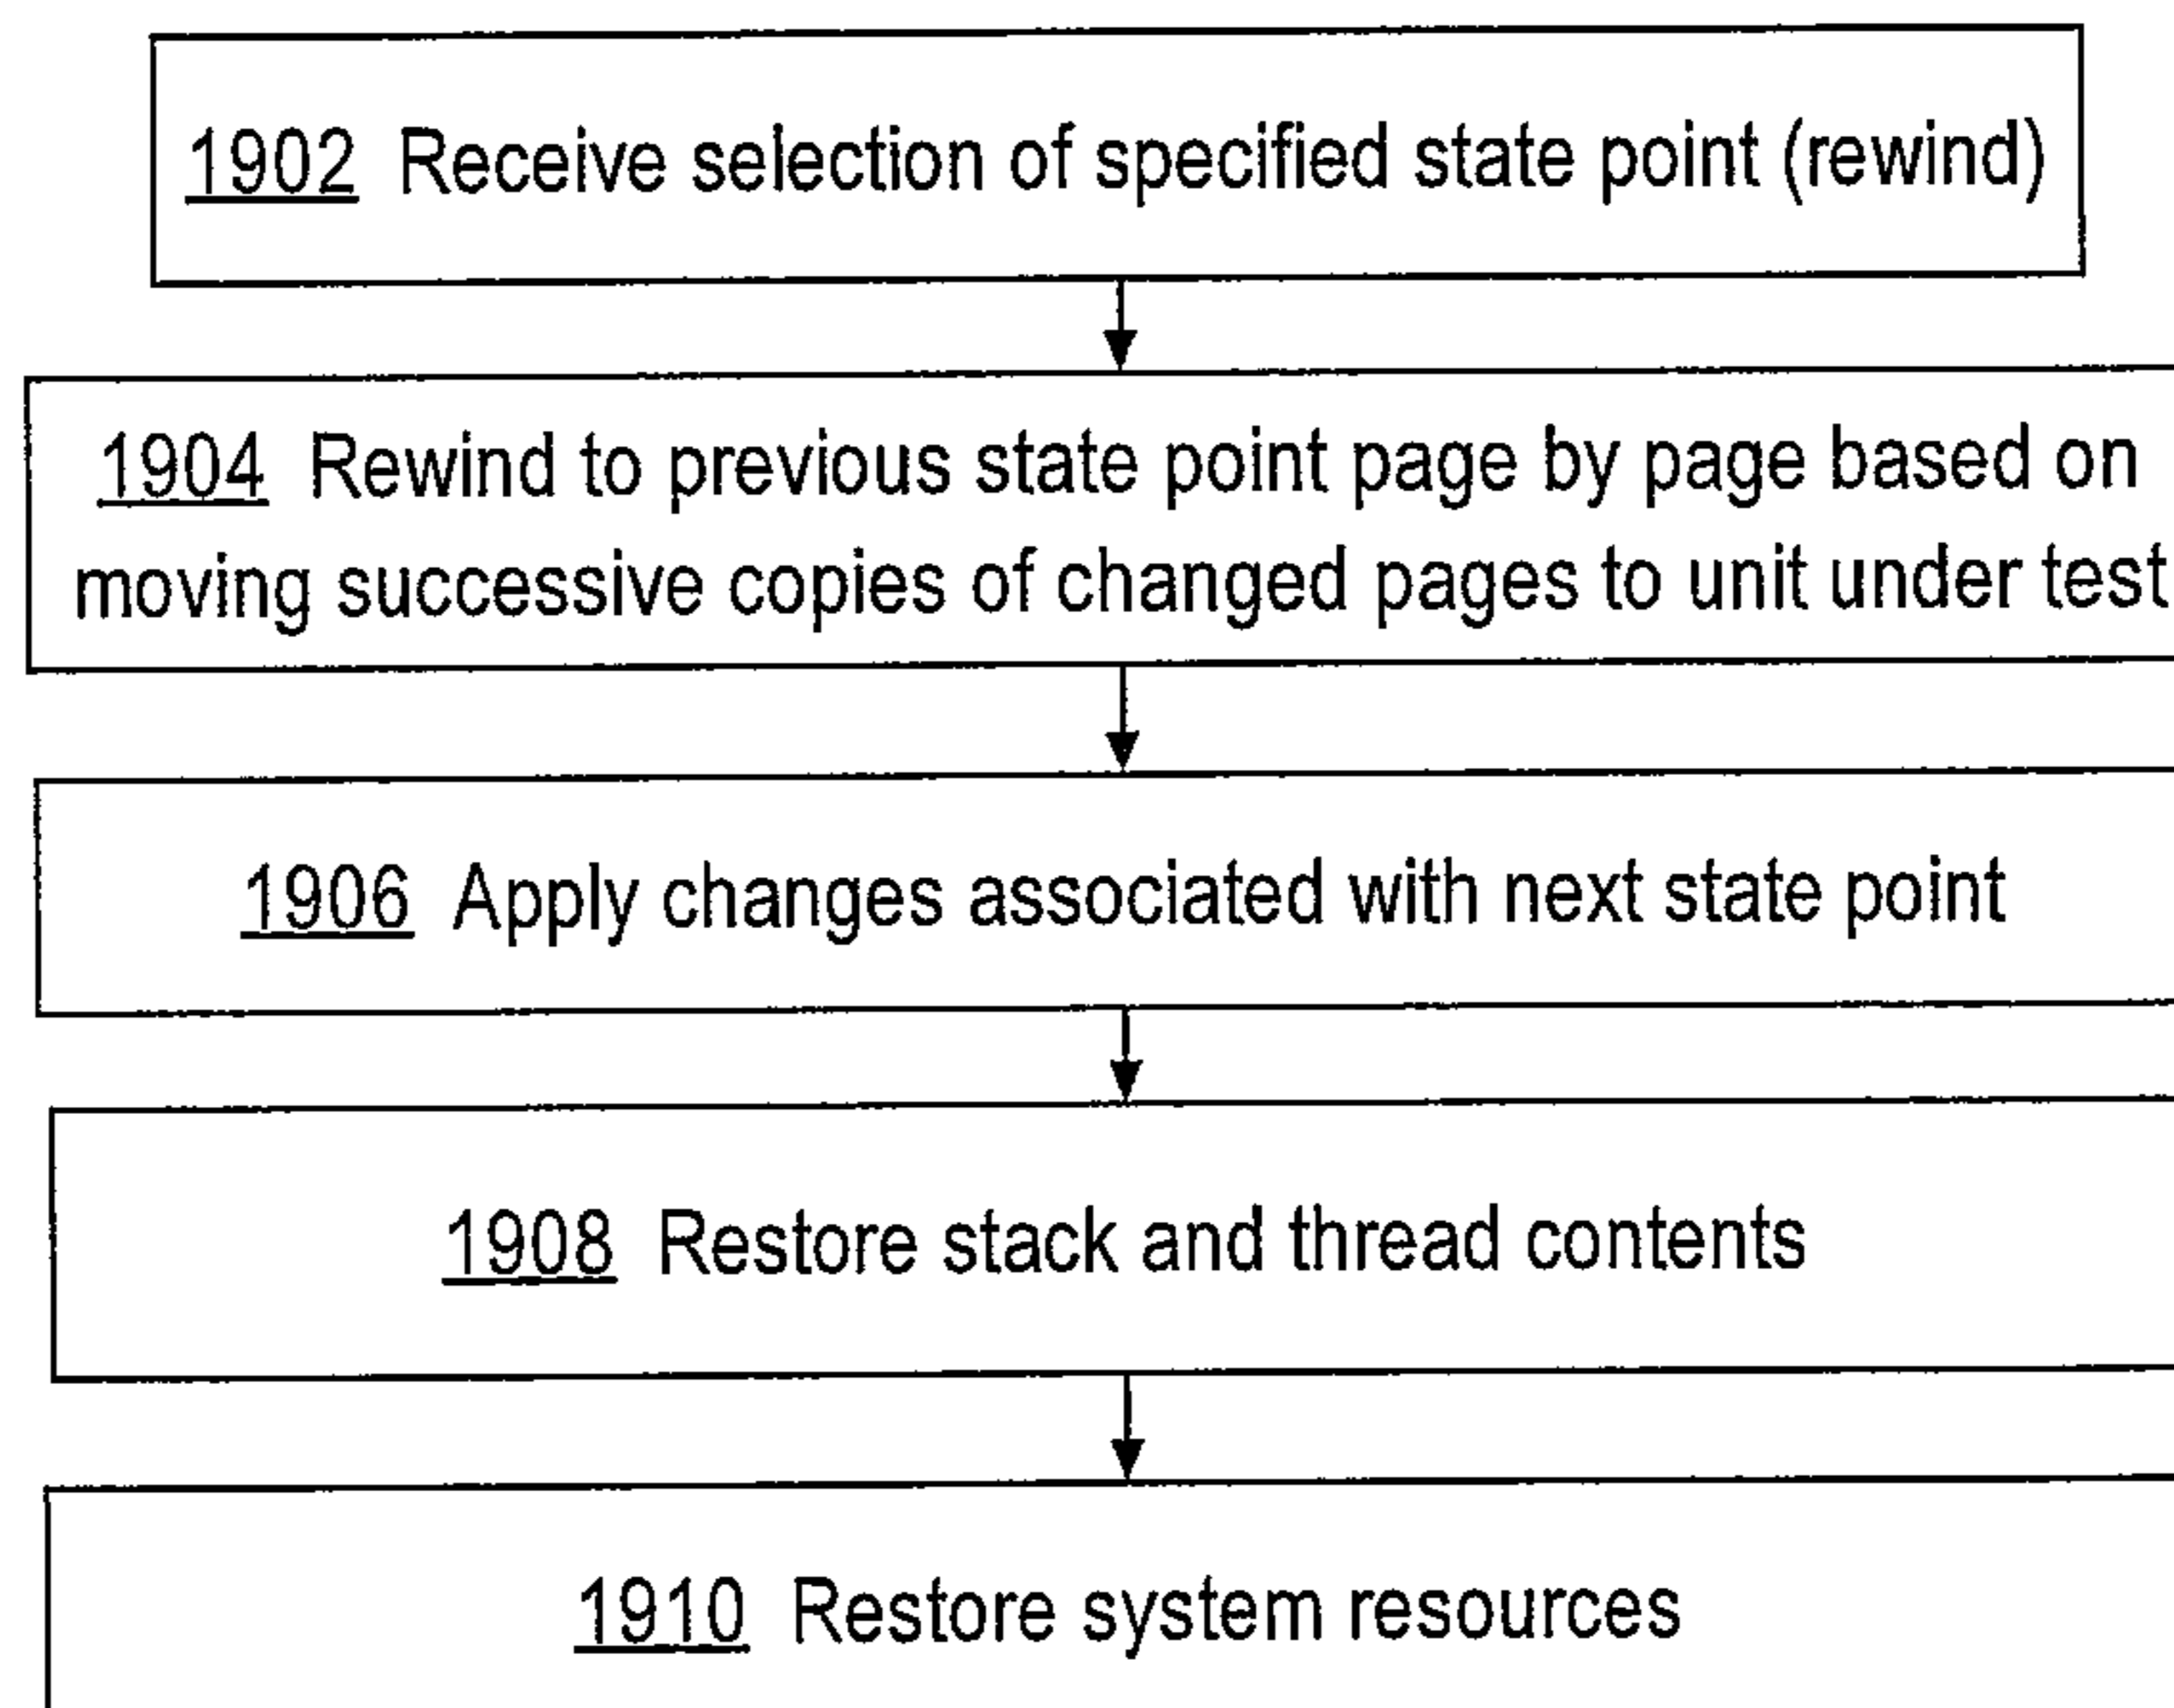 1902 Receive selection of specified state point (rewind)
1904 Rewind to previous state point page by page based on
moving successive copies of changed pages to unit under test
1906 Apply changes associated with next state point
1908 Restore stack and thread contents
1910 Restore system resources